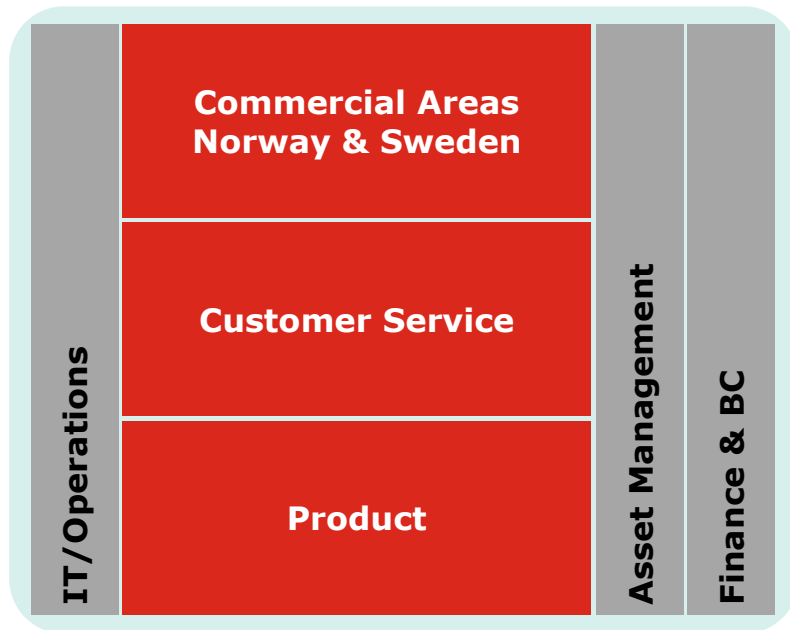 Commercial Areas
Norway & Sweden
Customer Service
Product
IT/Operations
Asset Management
Finance & BC